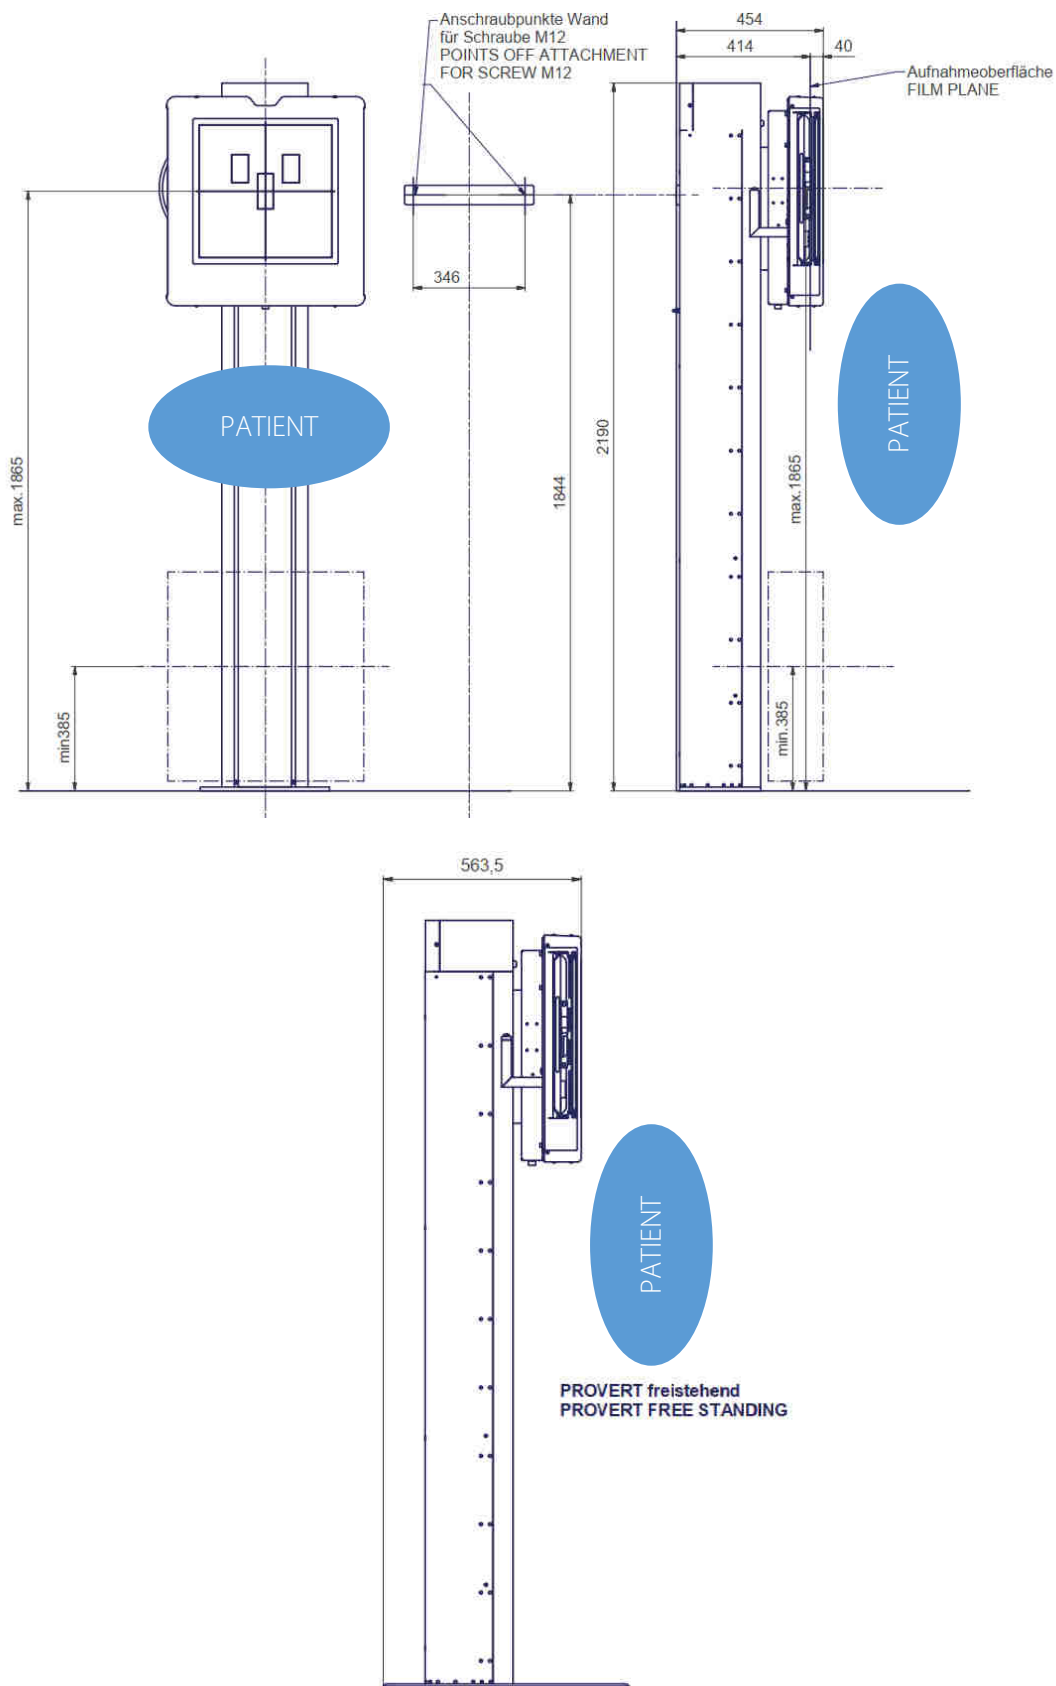 Anschraubpunkte Wand
für Schraube M12
POINTS OFF ATTACHMENT
FOR SCREW M12
454
414
40
Aufnahmeoberfläche
FILM PLANE
346
PATIENT
PATIENT
max.1865
2190
1844
max.1865
min385
min.385
563,5
PATIENT
PROVERT freistehend
PROVERT FREE STANDING